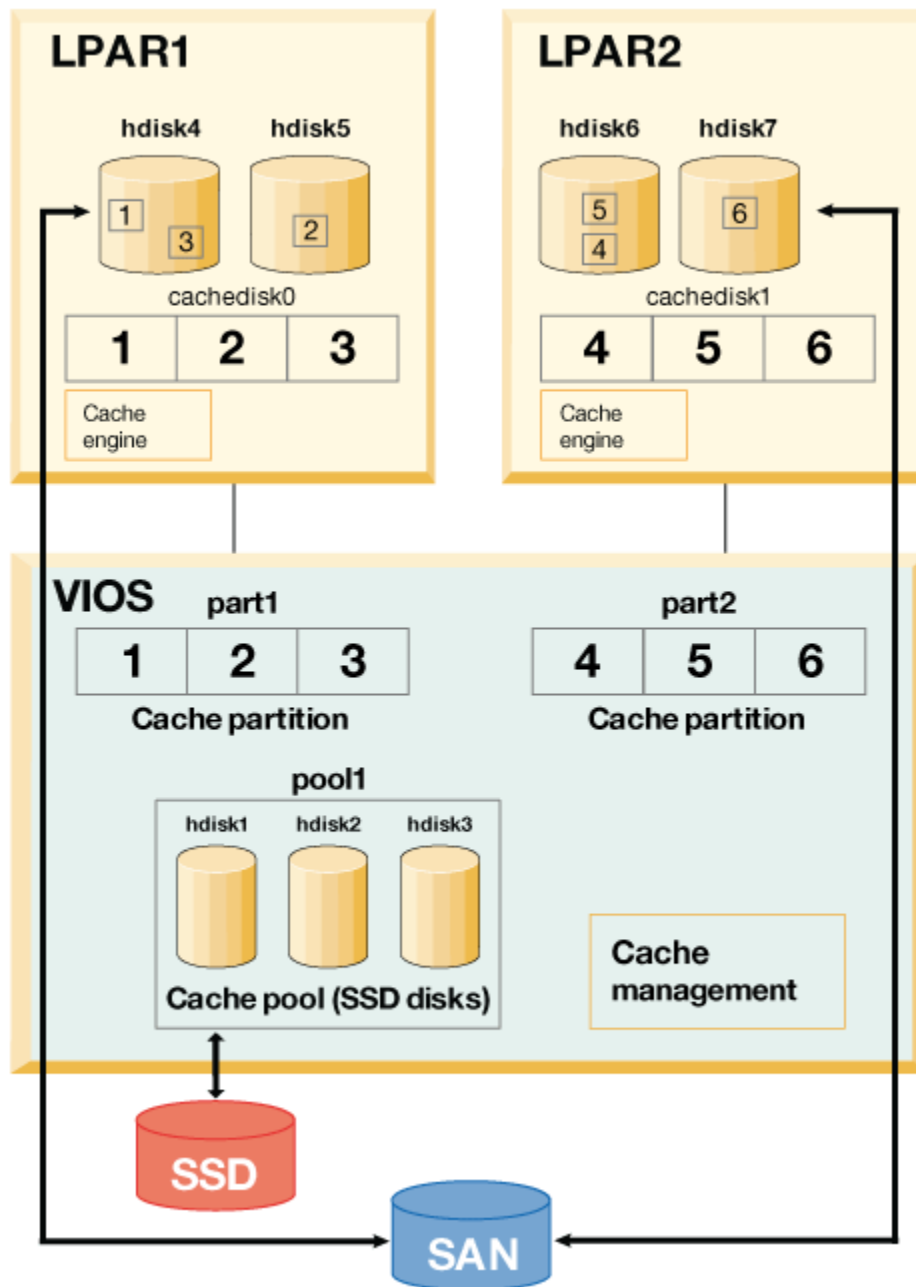 LPAR1
hdisk4 hdisk5
1
3
2
cachedisk0
1 2 3
Cache
engine
LPAR2
hdisk6 hdisk7
5
4
6
cachedisk1
4 5 6
Cache
engine
VIOS
part1
1 2 3
Cache partition
part2
4 5 6
Cache partition
pool1
hdisk1 hdisk2 hdisk3
Cache pool (SSD disks)
Cache
management
SSD
SAN